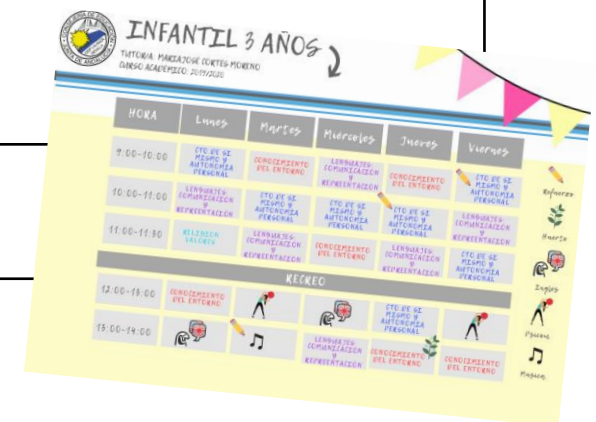 INFANTIL 3 AÑOS
TUTORIA: MARIAJOSE CORTES MORENO
CURSO ACADÉMICO: 2019/2020
HORA Lunes Martes Miercoles Jueves Viernes
9:00-10:00
CTO DE SI
MISMO Y
AUTONOMIA
PERSONAL
CONOCIMIENTO
DEL ENTORNO
LENGUAJES:
COMUNICACION
Y
REPRESENTACION
CONOCIMIENTO
DEL ENTORNO
CTO DE SI
MISMO Y
AUTONOMIA
PERSONAL
10:00-11:00
LENGUAJES:
COMUNICACION
Y
REPRESENTACION
CTO DE SI
MISMO Y
AUTONOMIA
PERSONAL
CTO DE SI
MISMO Y
AUTONOMIA
PERSONAL
CTO DE SI
MISMO Y
AUTONOMIA
PERSONAL
LENGUAJES:
COMUNICACION
Y
REPRESENTACION
11:00-11:30
RELIGION
VALORES
LENGUAJES:
COMUNICACION
Y
REPRESENTACION
CONOCIMIENTO
DEL ENTORNO
LENGUAJES:
COMUNICACION
Y
REPRESENTACION
CTO DE SI
MISMO Y
AUTONOMIA
PERSONAL
RECREO
12:00-13:00
CONOCIMIENTO
DEL ENTORNO
CTO DE SI
MISMO Y
AUTONOMIA
PERSONAL
13:00-14:00
LENGUAJES:
COMUNICACION
Y
REPRESENTACION
CONOCIMIENTO
DEL ENTORNO
CONOCIMIENTO
DEL ENTORNO
Refuerzo
Huerto
Ingles
Musica